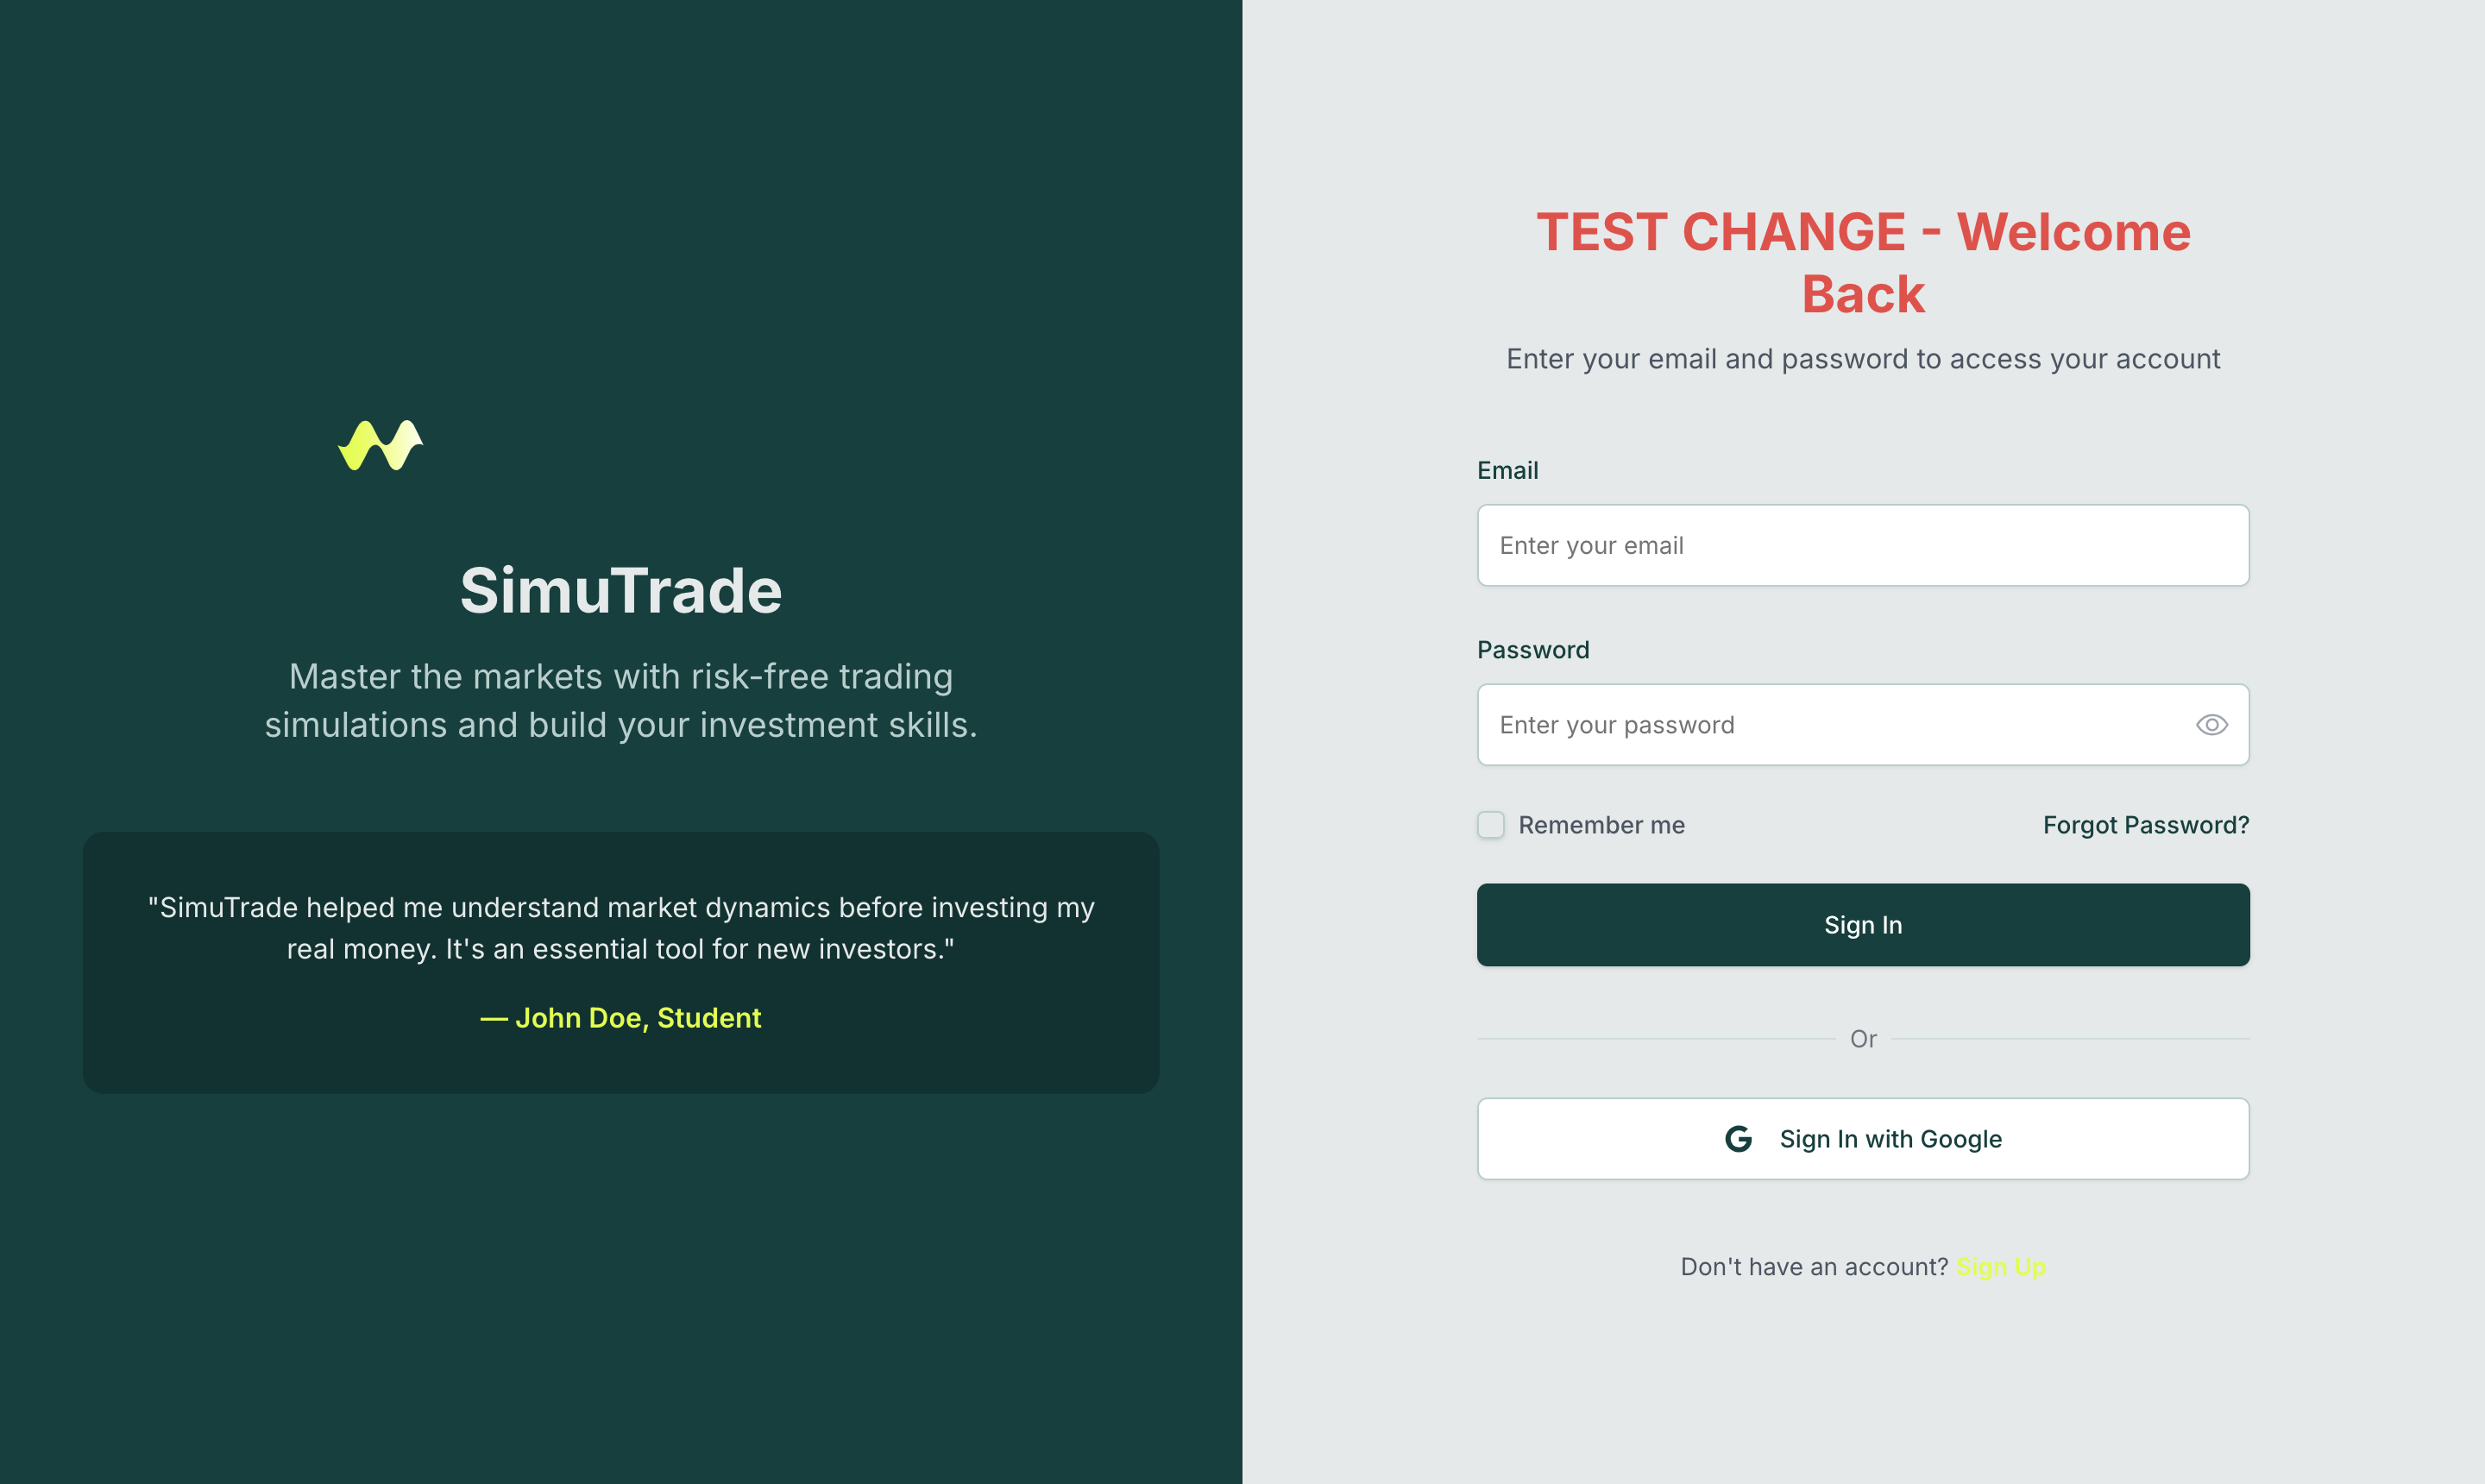 SimuTrade
Master the markets with risk-free trading
simulations and build your investment skills.
"SimuTrade helped me understand market dynamics before investing my
real money. It's an essential tool for new investors."
— John Doe, Student
TEST CHANGE - Welcome
Back
Enter your email and password to access your account
Email
Enter your email
Password
Enter your password
Remember me
Forgot Password?
Sign In
Or
Sign In with Google
Don't have an account? Sign Up